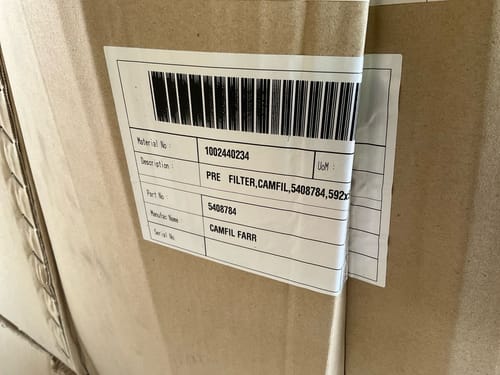 Material No : 1002440234 UoM :
Description : PRE FILTER,CAMFIL,5408784,592x
Part No 5408784
Manufac Name CAMFIL FARR
Serial No